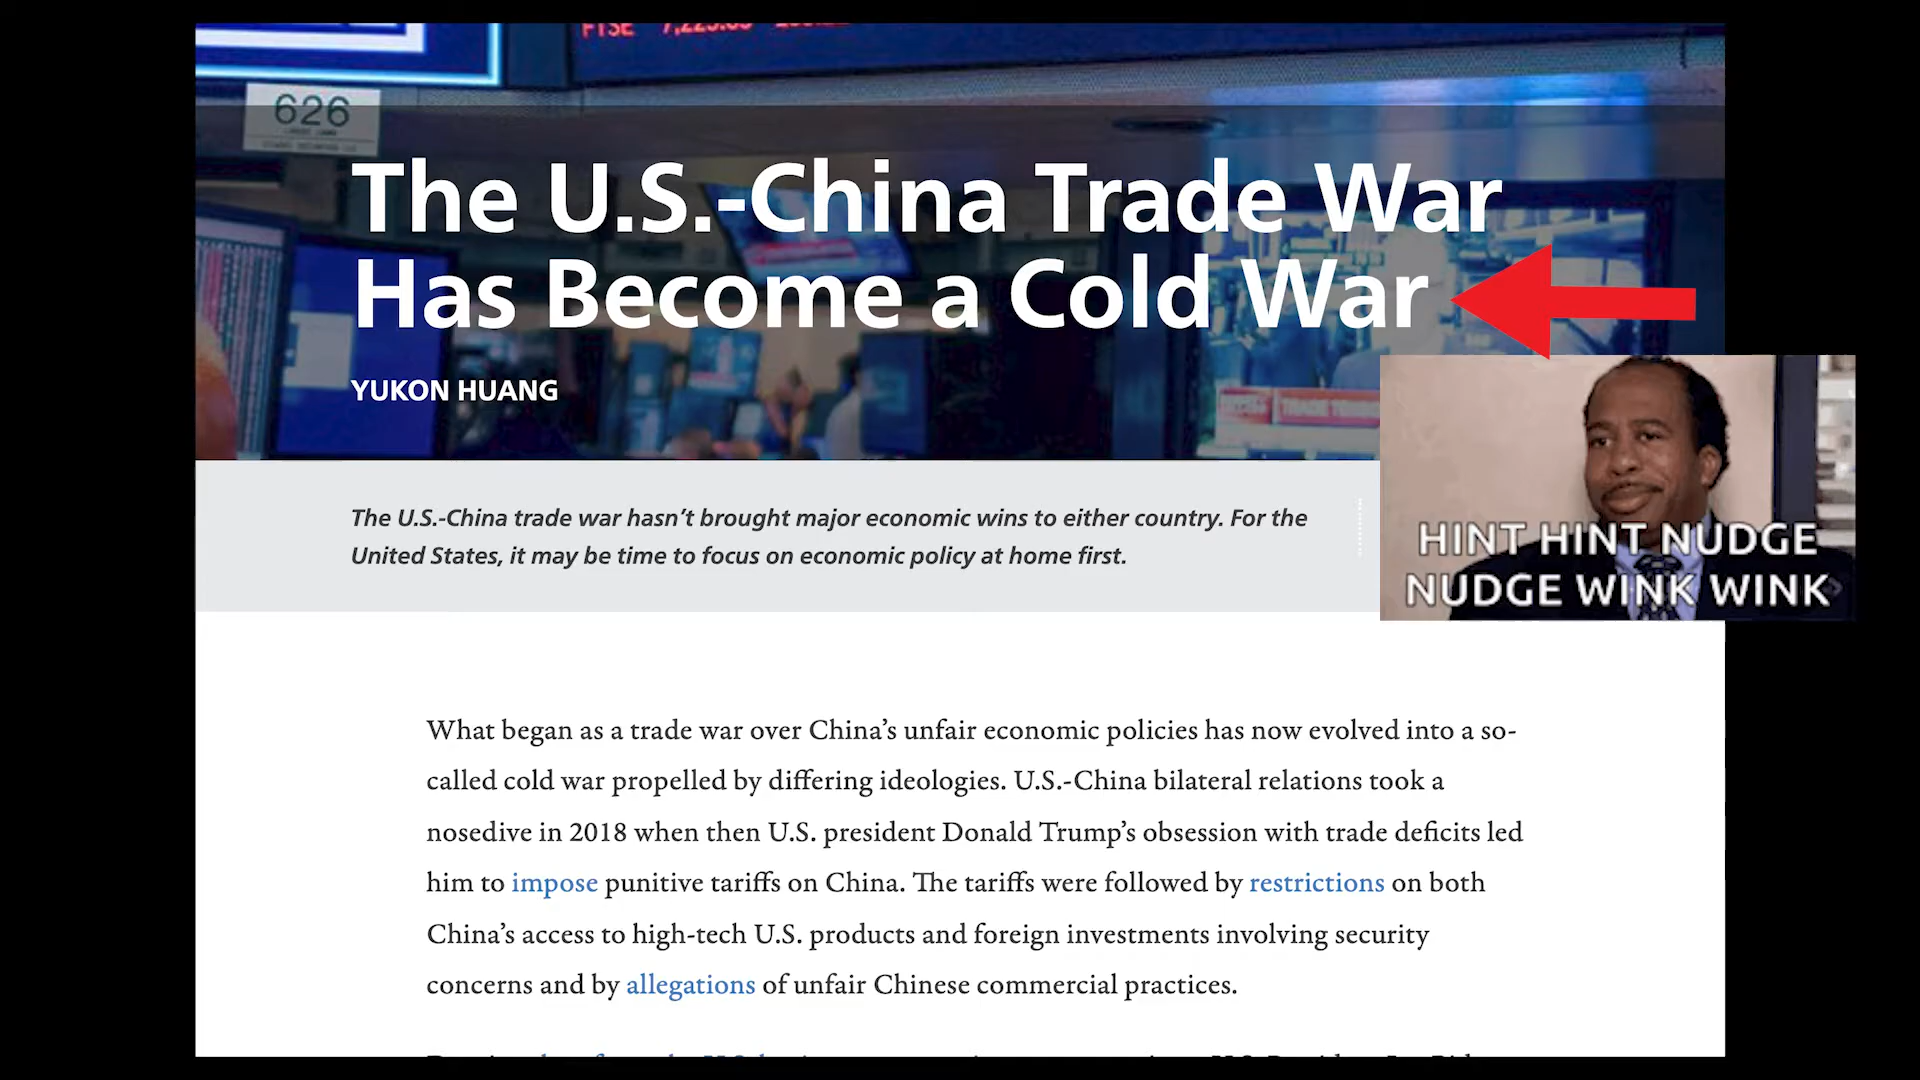 FTSE
626
The U.S.-China Trade War
Has Become a Cold War
YUKON HUANG
The U.S.-China trade war hasn’t brought major economic wins to either country. For the
United States, it may be time to focus on economic policy at home first.
HINT HINT NUDGE
NUDGE WINK WINK
What began as a trade war over China’s unfair economic policies has now evolved into a so-
called cold war propelled by differing ideologies. U.S.-China bilateral relations took a
nosedive in 2018 when then U.S. president Donald Trump’s obsession with trade deficits led
him to impose punitive tariffs on China. The tariffs were followed by restrictions on both
China’s access to high-tech U.S. products and foreign investments involving security
concerns and by allegations of unfair Chinese commercial practices.